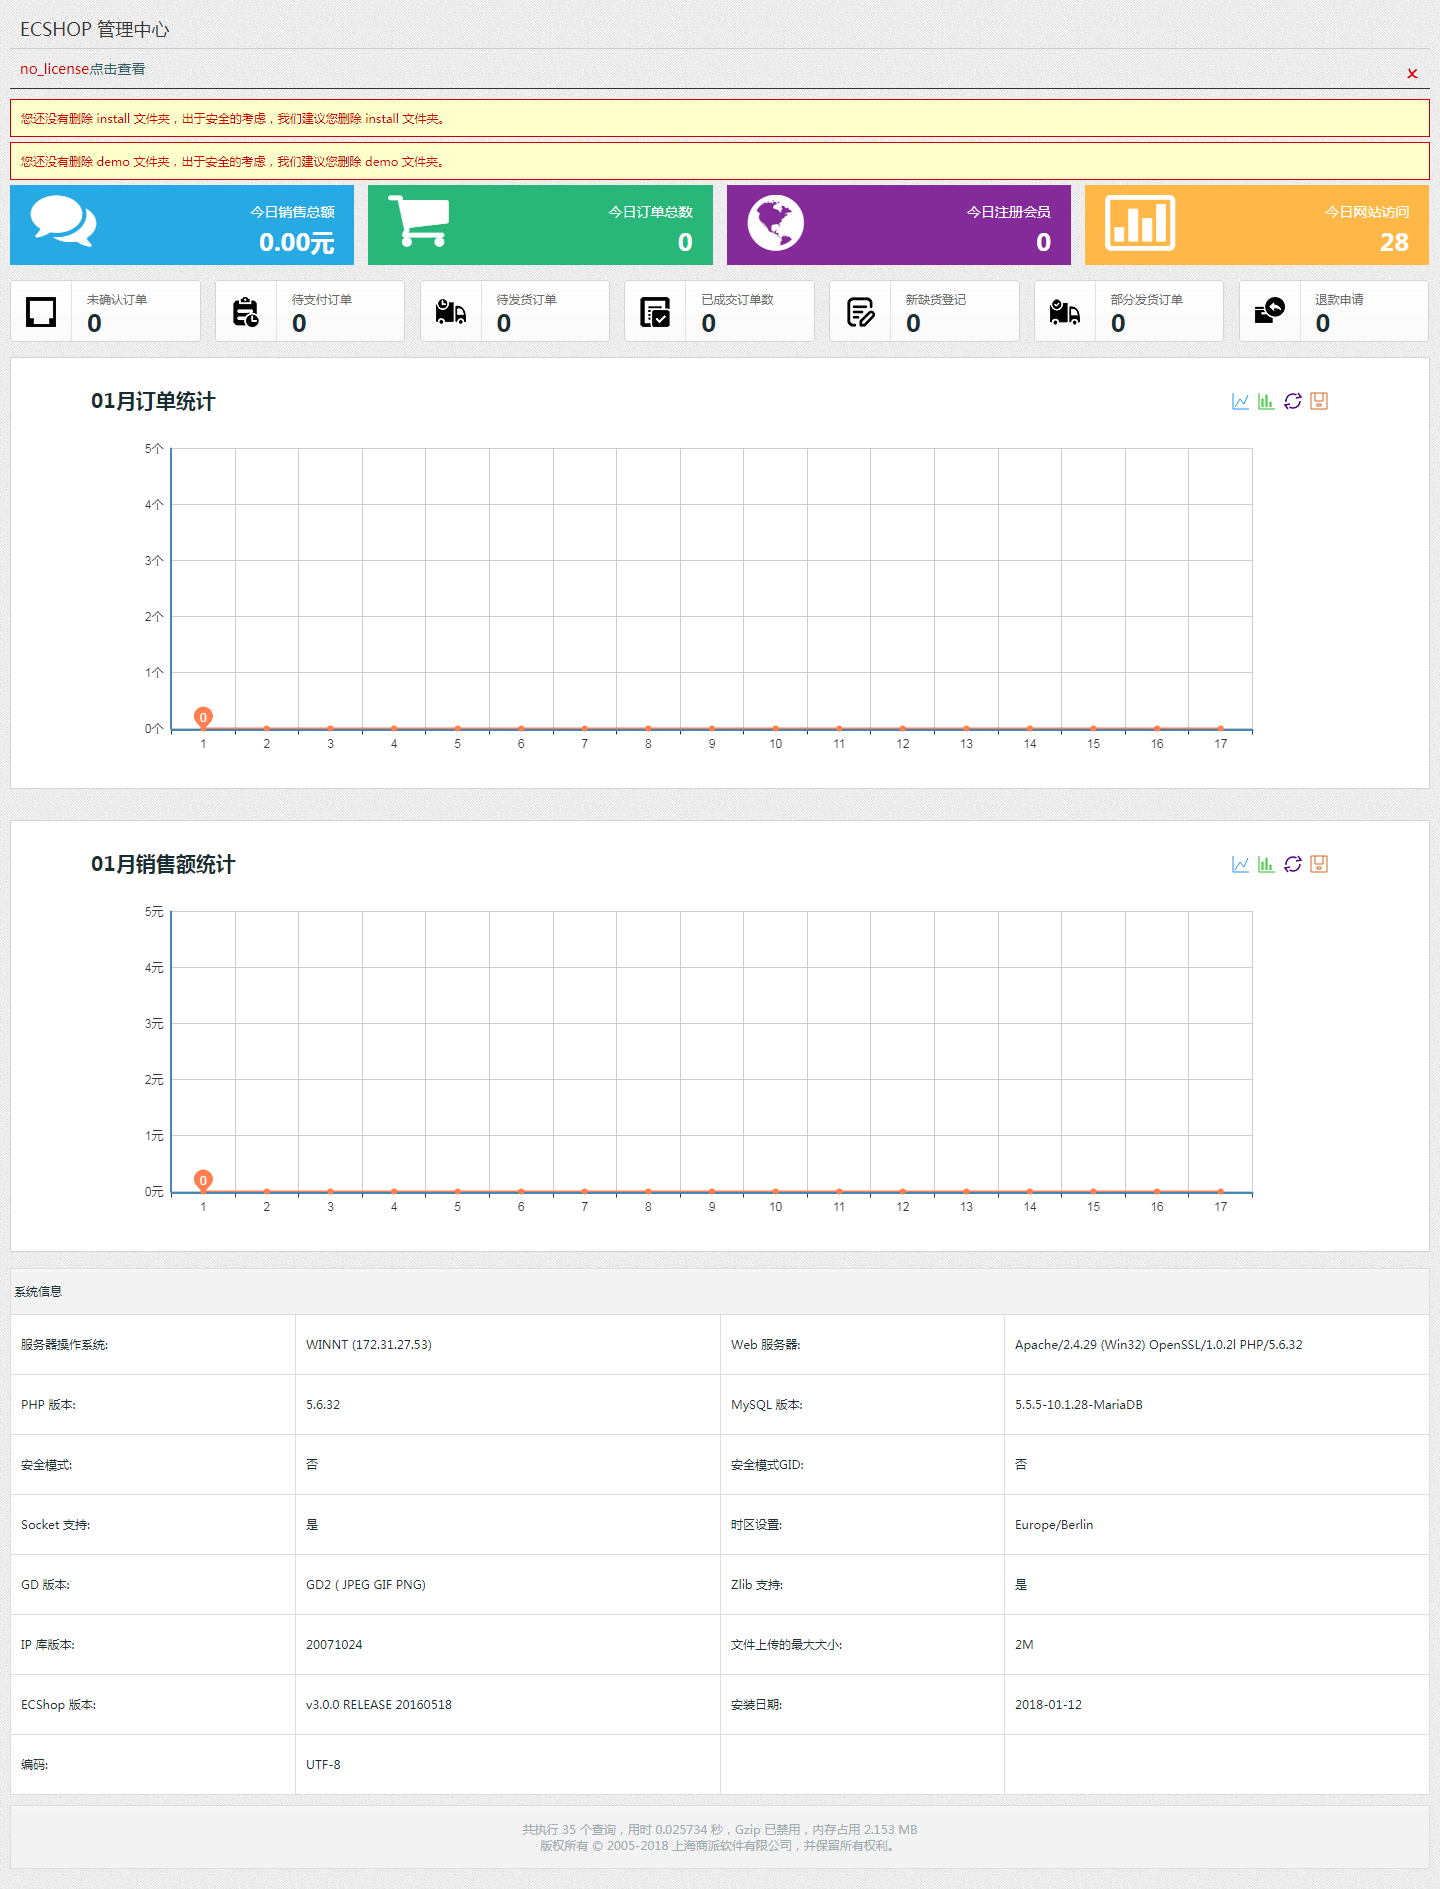 ECSHOP 管理中心
no_license点击查看
您还没有删除 install 文件夹，出于安全的考虑，我们建议您删除 install 文件夹。
您还没有删除 demo 文件夹，出于安全的考虑，我们建议您删除 demo 文件夹。
今日销售总额
0.00元
今日订单总数
0
今日注册会员
0
今日网站访问
28
未确认订单
0
待支付订单
0
待发货订单
0
已成交订单数
0
新缺货登记
0
部分发货订单
0
退款申请
0
01月订单统计
5个
4个
3个
2个
1个
0个
0
1 2 3 4 5 6 7 8 9 10 11 12 13 14 15 16 17
01月销售额统计
5元
4元
3元
2元
1元
0元
0
1 2 3 4 5 6 7 8 9 10 11 12 13 14 15 16 17
系统信息
服务器操作系统: WINNT (172.31.27.53) Web 服务器: Apache/2.4.29 (Win32) OpenSSL/1.0.2l PHP/5.6.32
PHP 版本: 5.6.32 MySQL 版本: 5.5.5-10.1.28-MariaDB
安全模式: 否 安全模式GID: 否
Socket 支持: 是 时区设置: Europe/Berlin
GD 版本: GD2 ( JPEG GIF PNG) Zlib 支持: 是
IP 库版本: 20071024 文件上传的最大大小: 2M
ECShop 版本: v3.0.0 RELEASE 20160518 安装日期: 2018-01-12
编码: UTF-8
共执行 35 个查询，用时 0.025734 秒，Gzip 已禁用，内存占用 2.153 MB
版权所有 © 2005-2018 上海商派软件有限公司，并保留所有权利。